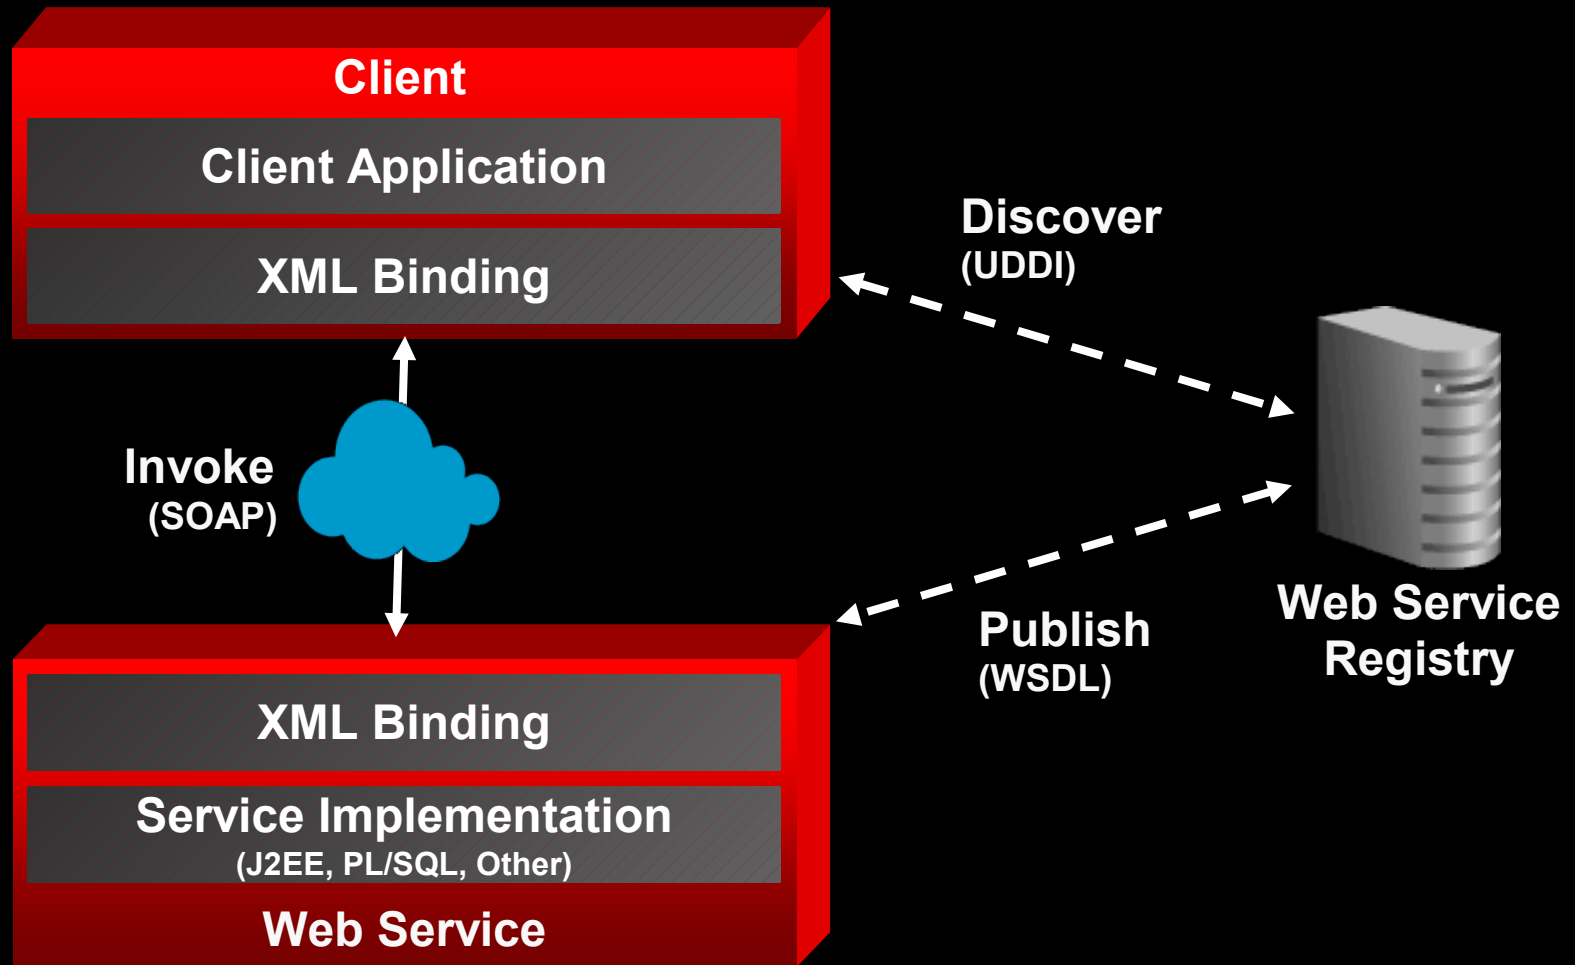 Client
Client Application
XML Binding
Discover
(UDDI)
Invoke
(SOAP)
Web Service
Registry
Publish
(WSDL)
XML Binding
Service Implementation
(J2EE, PL/SQL, Other)
Web Service